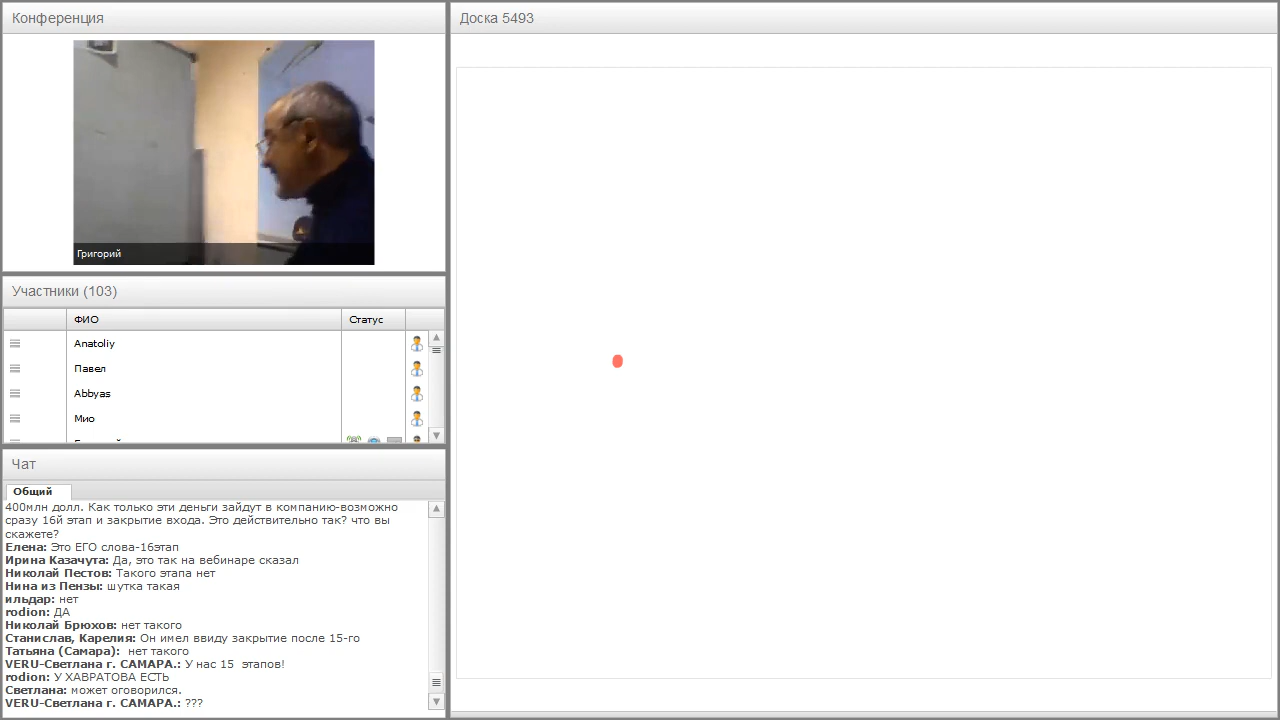 Конференция
Григорий
Участники (103)
ФИО Статус
Anatoliy
Павел
Abbyas
Мио
Чат
Общий
400млн долл. Как только эти деньги зайдут в компанию-возможно
сразу 16й этап и закрытие входа. Это действительно так? что вы
скажете?
Елена: Это ЕГО слова-16этап
Ирина Казачута: Да, это так на вебинаре сказал
Николай Пестов: Такого этапа нет
Нина из Пензы: шутка такая
ильдар: нет
rodion: ДА
Николай Брюхов: нет такого
Станислав, Карелия: Он имел ввиду закрытие после 15-го
Татьяна (Самара): нет такого
VERU-Светлана г. САМАРА.: У нас 15 этапов!
rodion: У ХАВРАТОВА ЕСТЬ
Светлана: может оговорился.
VERU-Светлана г. САМАРА.: ???
Доска 5493